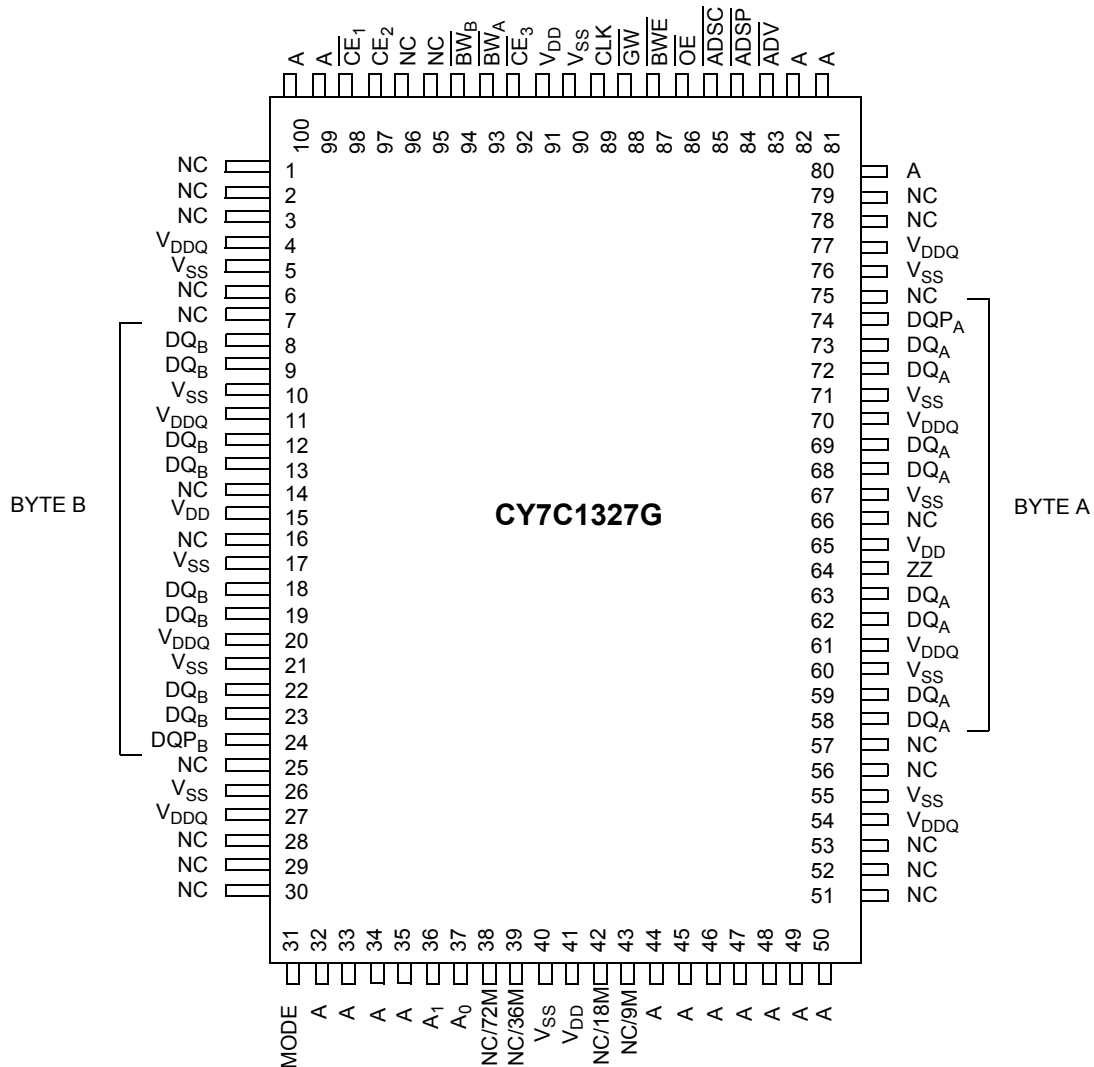 A
A
CE1
CE2
NC
NC
BWB
BWA
CE3
VDD
VSS
CLK
GW
BWE
OE
ADSC
ADSP
ADV
A
A
100
99
98
97
96
95
94
93
92
91
90
89
88
87
86
85
84
83
82
81
NC 1
NC 2
NC 3
VDDQ 4
VSS 5
NC 6
NC 7
DQB 8
DQB 9
VSS 10
VDDQ 11
DQB 12
DQB 13
NC 14
VDD 15
NC 16
VSS 17
DQB 18
DQB 19
VDDQ 20
VSS 21
DQB 22
DQB 23
DQPB 24
NC 25
VSS 26
VDDQ 27
NC 28
NC 29
NC 30
BYTE B
CY7C1327G
80 A
79 NC
78 NC
77 VDDQ
76 VSS
75 NC
74 DQPA
73 DQA
72 DQA
71 VSS
70 VDDQ
69 DQA
68 DQA
67 VSS
66 NC
65 VDD
64 ZZ
63 DQA
62 DQA
61 VDDQ
60 VSS
59 DQA
58 DQA
57 NC
56 NC
55 VSS
54 VDDQ
53 NC
52 NC
51 NC
BYTE A
31
32
33
34
35
36
37
38
39
40
41
42
43
44
45
46
47
48
49
50
MODE
A
A
A
A
A1
A0
NC/72M
NC/36M
VSS
VDD
NC/18M
NC/9M
A
A
A
A
A
A
A